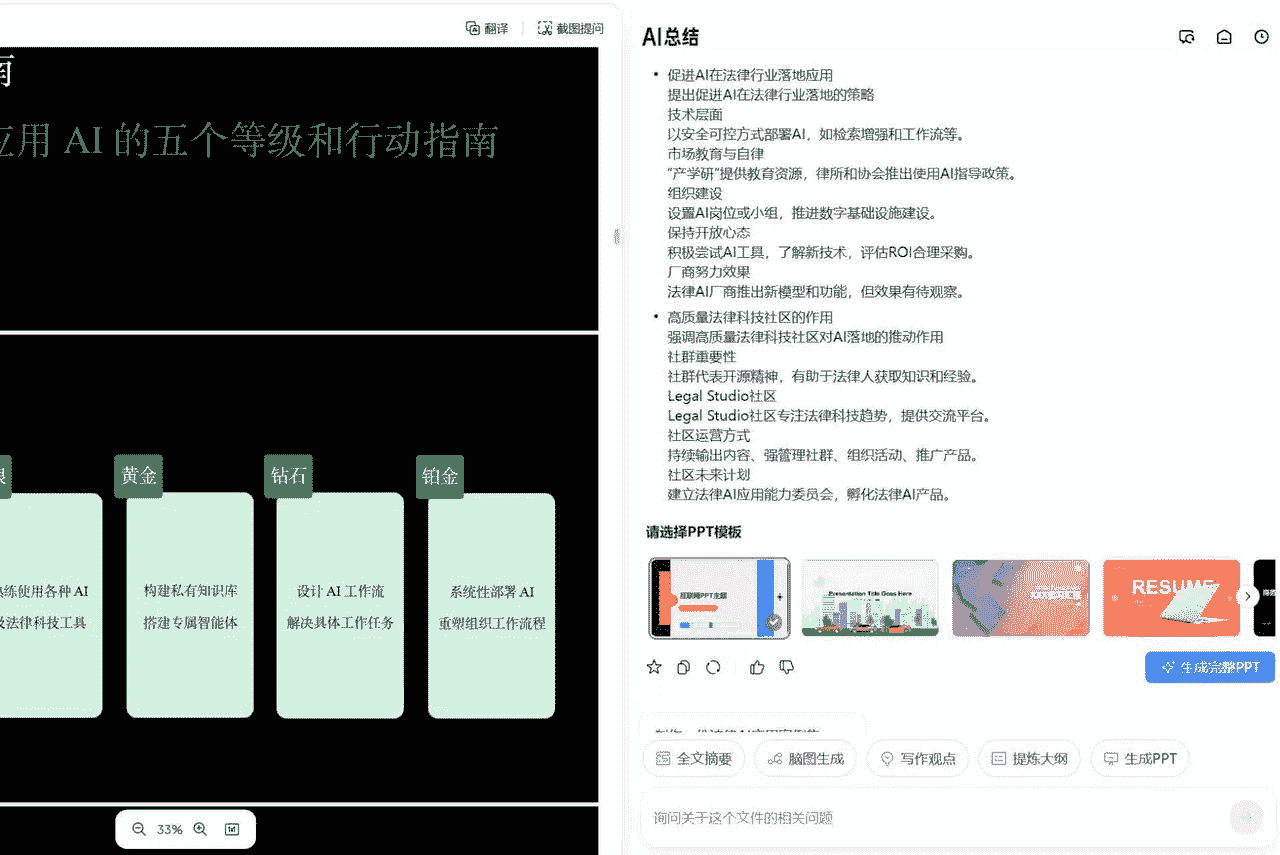 翻译
截图提问
南
应用 AI 的五个等级和行动指南
黄金
钻石
铂金
熟练使用各种 AI
及法律科技工具
构建私有知识库
搭建专属智能体
设计 AI 工作流
解决具体工作任务
系统性部署 AI
重塑组织工作流程
33%
AI总结
• 促进AI在法律行业落地应用
提出促进AI在法律行业落地的策略
技术层面
以安全可控方式部署AI，如检索增强和工作流等。
市场教育与自律
“产学研”提供教育资源，律所和协会推出使用AI指导政策。
组织建设
设置AI岗位或小组，推进数字基础设施建设。
保持开放心态
积极尝试AI工具，了解新技术，评估ROI合理采购。
厂商努力效果
法律AI厂商推出新模型和功能，但效果有待观察。
• 高质量法律科技社区的作用
强调高质量法律科技社区对AI落地的推动作用
社群重要性
社群代表开源精神，有助于法律人获取知识和经验。
Legal Studio社区
Legal Studio社区专注法律科技趋势，提供交流平台。
社区运营方式
持续输出内容、强管理社群、组织活动、推广产品。
社区未来计划
建立法律AI应用能力委员会，孵化法律AI产品。
请选择PPT模板
互联网PPT主题
Presentation Title Goes Here
RESUME
生成完整PPT
全文摘要
脑图生成
写作观点
提炼大纲
生成PPT
询问关于这个文件的相关问题